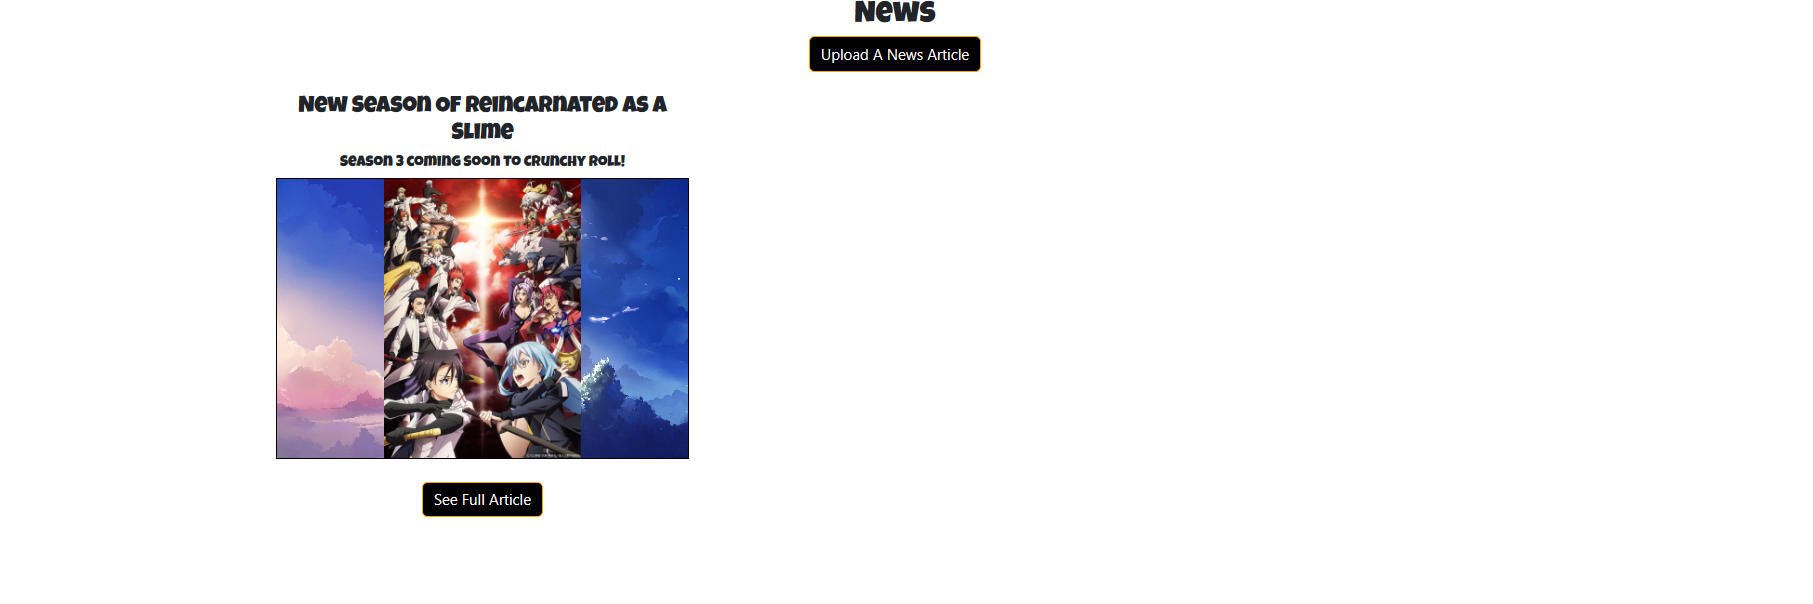 News
Upload A News Article
New Season of Reincarnated as a
Slime
Season 3 coming soon to Crunchy Roll!
See Full Article